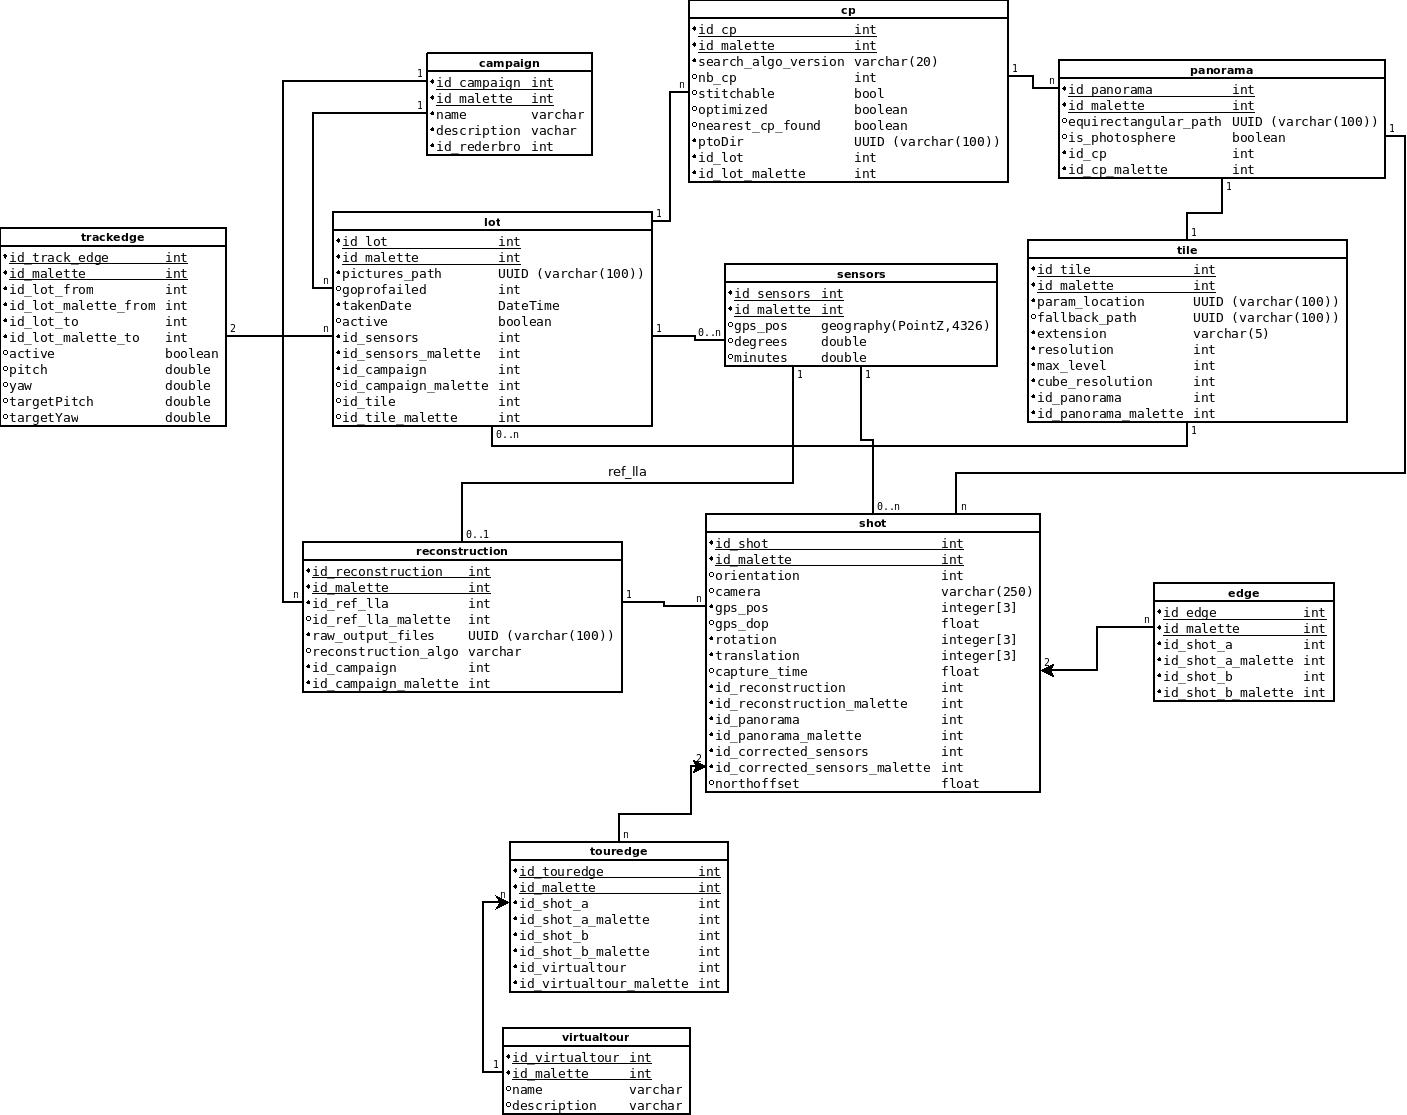 cp
id_cp int
id_malette int
search_algo_version varchar(20)
nb_cp int
stitchable bool
optimized boolean
nearest_cp_found boolean
ptoDir UUID (varchar(100))
id_lot int
id_lot_malette int
1
n
n
1
campaign
id_campaign int
id_malette int
name varchar
description vachar
id_rederbro int
1
1
panorama
id_panorama int
id_malette int
equirectangular_path UUID (varchar(100))
is_photosphere boolean
id_cp int
id_cp_malette int
1
1
1
trackedge
id_track_edge int
id_malette int
id_lot_from int
id_lot_malette_from int
id_lot_to int
id_lot_malette_to int
active boolean
pitch double
yaw double
targetPitch double
targetYaw double
2
n
n
lot
id_lot int
id_malette int
pictures_path UUID (varchar(100))
goprofailed int
takenDate DateTime
active boolean
id_sensors int
id_sensors_malette int
id_campaign int
id_campaign_malette int
id_tile int
id_tile_malette int
1
0..n
0..n
sensors
id_sensors int
id_malette int
gps_pos geography(PointZ,4326)
degrees double
minutes double
1
1
tile
id_tile int
id_malette int
param_location UUID (varchar(100))
fallback_path UUID (varchar(100))
extension varchar(5)
resolution int
max_level int
cube_resolution int
id_panorama int
id_panorama_malette int
1
ref_lla
0..1
0..n
n
reconstruction
id_reconstruction int
id_malette int
id_ref_lla int
id_ref_lla_malette int
raw_output_files UUID (varchar(100))
reconstruction_algo varchar
id_campaign int
id_campaign_malette int
n
1
n
shot
id_shot int
id_malette int
orientation int
camera varchar(250)
gps_pos integer[3]
gps_dop float
rotation integer[3]
translation integer[3]
capture_time float
id_reconstruction int
id_reconstruction_malette int
id_panorama int
id_panorama_malette int
id_corrected_sensors int
id_corrected_sensors_malette int
northoffset float
2
2
n
edge
id_edge int
id_malette int
id_shot_a int
id_shot_a_malette int
id_shot_b int
id_shot_b_malette int
n
touredge
id_touredge int
id_malette int
id_shot_a int
id_shot_a_malette int
id_shot_b int
id_shot_b_malette int
id_virtualtour int
id_virtualtour_malette int
n
1
virtualtour
id_virtualtour int
id_malette int
name varchar
description varchar